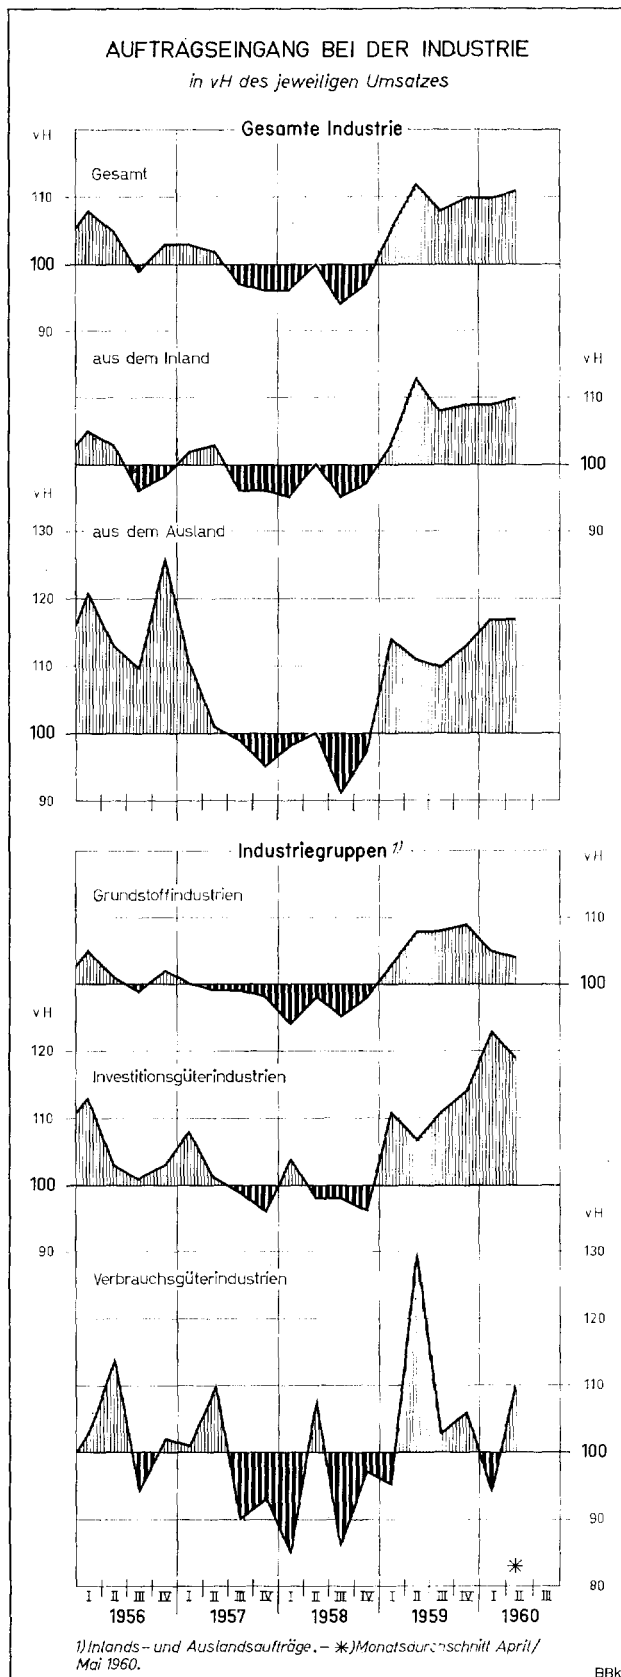 AUFTRAGSEINGANG BEI DER INDUSTRIE
in vH des jeweiligen Umsatzes
vH Gesamte Industrie
Gesamt
110
100
90
aus dem Inland vH
110
100
vH
90
130 aus dem Ausland
120
110
100
90
Industriegruppen 1) vH
Grundstoffindustrien
110
100
vH
120
Investitionsgüterindustrien
110
100
vH
90 130
Verbrauchsgüterindustrien
120
110
100
90
*
80
I II III IV I II III IV I II III IV I II III IV I II III
1956 1957 1958 1959 1960
1) Inlands- und Auslandsaufträge.- *) Monatsdurchschnitt April/
Mai 1960.
BBk